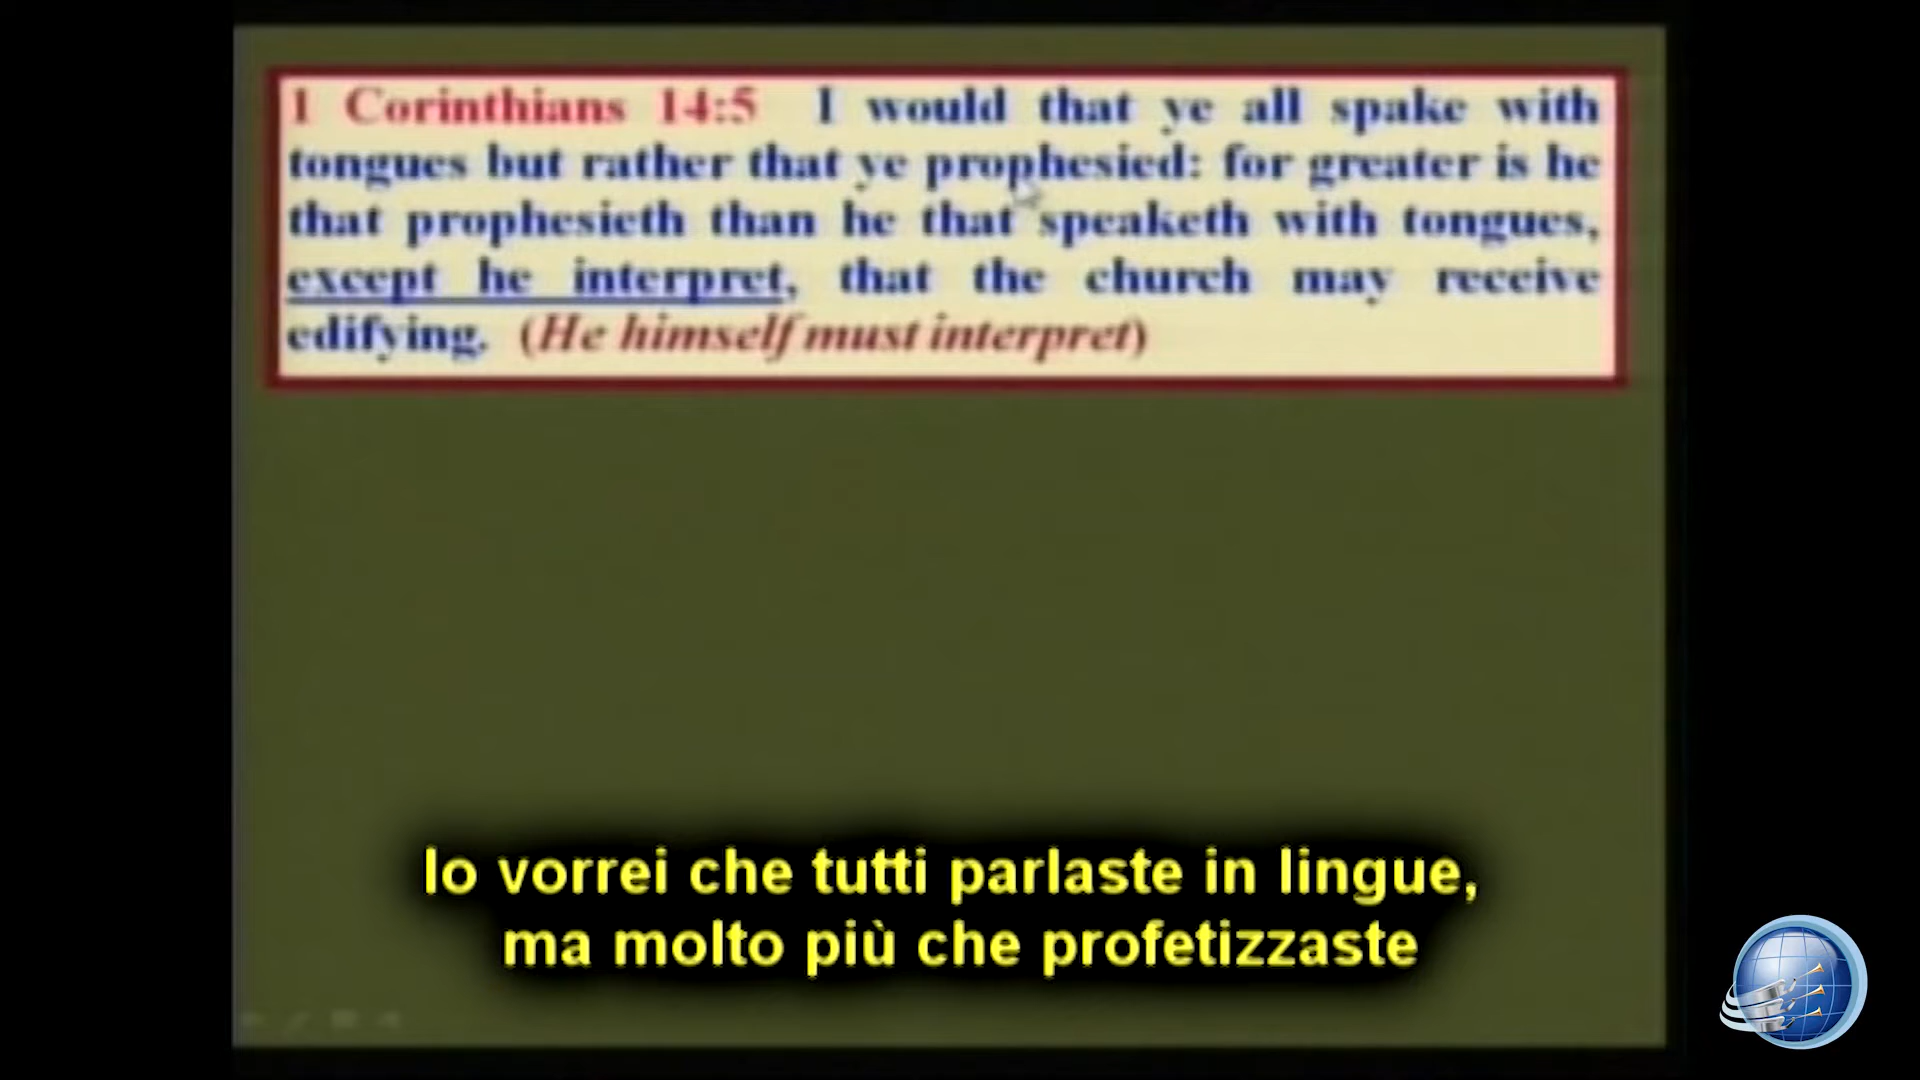 1 Corinthians 14:5 I would that ye all spake with
tongues but rather that ye prophesied: for greater is he
that prophesieth than he that speaketh with tongues,
except he interpret, that the church may receive
edifying. (He himself must interpret)
Io vorrei che tutti parlaste in lingue,
ma molto più che profetizzaste